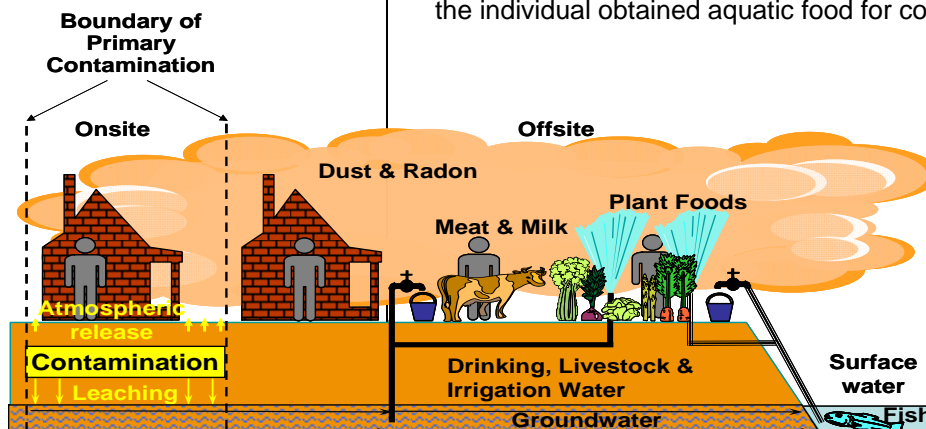 the individual obtained aquatic food for co
Boundary of
Primary
Contamination
Onsite
Offsite
Dust & Radon
Plant Foods
Meat & Milk
Atmospheric
release
Contamination
Leaching
Drinking, Livestock &
Irrigation Water
Groundwater
Surface
water
Fish